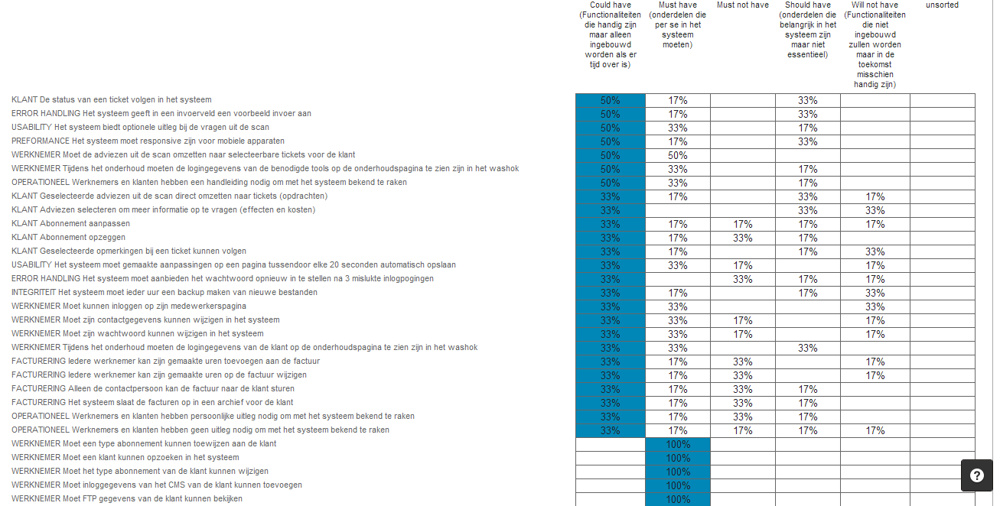 Could have (Functionaliteiten die handig zijn maar alleen ingebouwd worden als er tijd over is) Must have (onderdelen die per se in het systeem moeten) Must not have Should have (onderdelen die belangrijk in het systeem zijn maar niet essentieel) Will not have (Functionaliteiten die niet ingebouwd zullen worden maar in de toekomst misschien handig zijn) unsorted
KLANT De status van een ticket volgen in het systeem 50% 17% 33%
ERROR HANDLING Het systeem geeft in een invoerveld een voorbeeld invoer aan 50% 17% 33%
USABILITY Het systeem biedt optionele uitleg bij de vragen uit de scan 50% 33% 17%
PREFORMANCE Het systeem moet responsive zijn voor mobiele apparaten 50% 17% 33%
WERKNEMER Moet de adviezen uit de scan omzetten naar selecteerbare tickets voor de klant 50% 50%
WERKNEMER Tijdens het onderhoud moeten de logingegevens van de benodigde tools op de onderhoudspagina te zien zijn in het washok 50% 33% 17%
OPERATIONEEL Werknemers en klanten hebben een handleiding nodig om met het systeem bekend te raken 50% 33% 17%
KLANT Geselecteerde adviezen uit de scan direct omzetten naar tickets (opdrachten) 33% 17% 33% 17%
KLANT Adviezen selecteren om meer informatie op te vragen (effecten en kosten) 33% 33% 33%
KLANT Abonnement aanpassen 33% 17% 17% 17% 17%
KLANT Abonnement opzeggen 33% 17% 33% 17%
KLANT Geselecteerde opmerkingen bij een ticket kunnen volgen 33% 17% 17% 33%
USABILITY Het systeem moet gemaakte aanpassingen op een pagina tussendoor elke 20 seconden automatisch opslaan 33% 33% 17% 17%
ERROR HANDLING Het systeem moet aanbieden het wachtwoord opnieuw in te stellen na 3 mislukte inlogpogingen 33% 33% 17% 17%
INTEGRITEIT Het systeem moet ieder uur een backup maken van nieuwe bestanden 33% 17% 17% 33%
WERKNEMER Moet kunnen inloggen op zijn medewerkerspagina 33% 33% 33%
WERKNEMER Moet zijn contactgegevens kunnen wijzigen in het systeem 33% 33% 17% 17%
WERKNEMER Moet zijn wachtwoord kunnen wijzigen in het systeem 33% 33% 17% 17%
WERKNEMER Tijdens het onderhoud moeten de logingegevens van de klant op de onderhoudspagina te zien zijn in het washok 33% 33% 33%
FACTURERING Iedere werknemer kan zijn gemaakte uren toevoegen aan de factuur 33% 17% 33% 17%
FACTURERING Iedere werknemer kan zijn gemaakte uren op de factuur wijzigen 33% 17% 33% 17%
FACTURERING Alleen de contactpersoon kan de factuur naar de klant sturen 33% 17% 33% 17%
FACTURERING Het systeem slaat de facturen op in een archief voor de klant 33% 17% 33% 17%
OPERATIONEEL Werknemers en klanten hebben persoonlijke uitleg nodig om met het systeem bekend te raken 33% 17% 33% 17%
OPERATIONEEL Werknemers en klanten hebben geen uitleg nodig om met het systeem bekend te raken 33% 17% 17% 17% 17%
WERKNEMER Moet een type abonnement kunnen toewijzen aan de klant 100%
WERKNEMER Moet een klant kunnen opzoeken in het systeem 100%
WERKNEMER Moet het type abonnement van de klant kunnen wijzigen 100%
WERKNEMER Moet inloggegevens van het CMS van de klant kunnen toevoegen 100%
WERKNEMER Moet FTP gegevens van de klant kunnen bekijken 100%
?